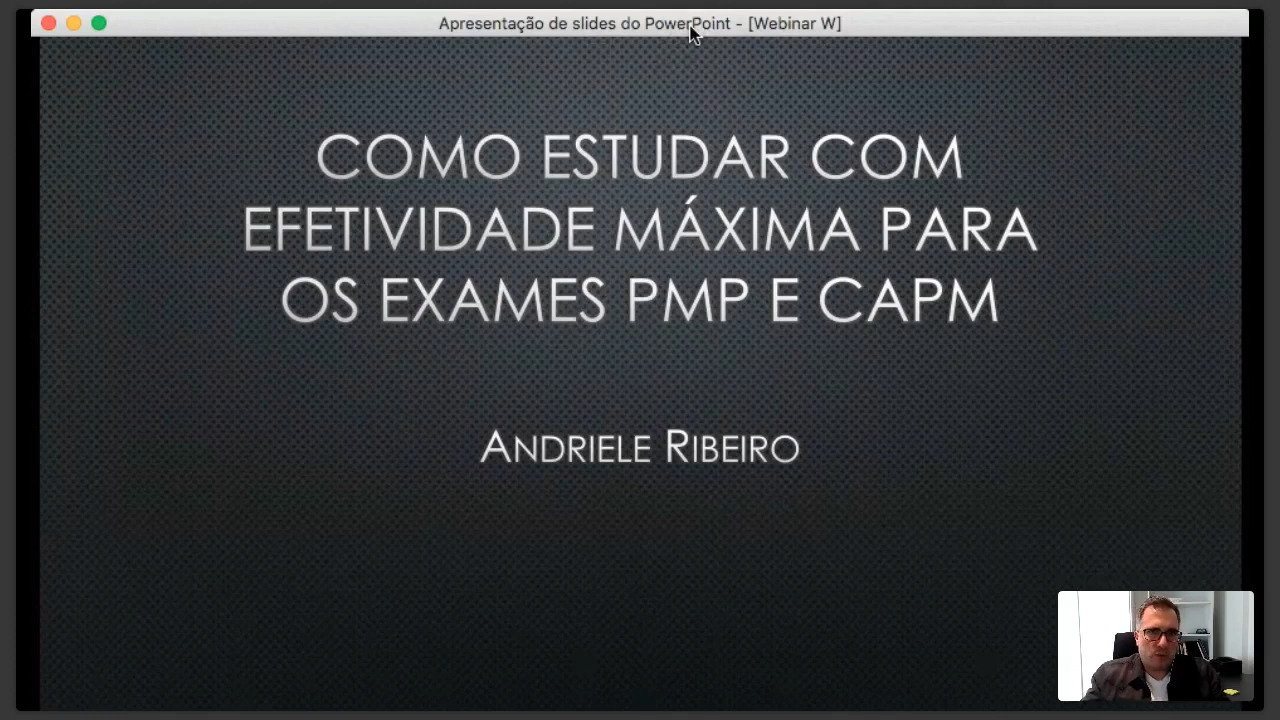 Apresentação de slides do PowerPoint - [Webinar W]
COMO ESTUDAR COM
EFETIVIDADE MÁXIMA PARA
OS EXAMES PMP E CAPM
ANDRIELE RIBEIRO